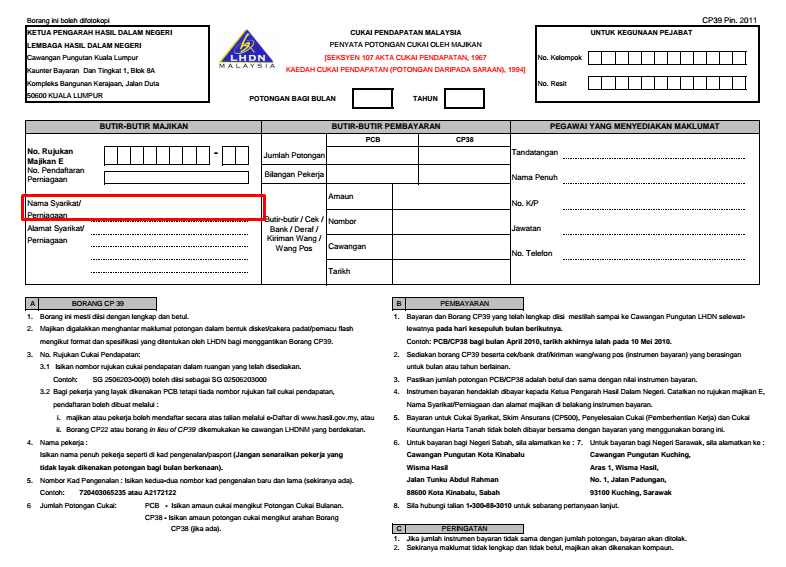 Borang ini boleh difotokopi
CP39 Pin. 2011
KETUA PENGARAH HASIL DALAM NEGERI
LEMBAGA HASIL DALAM NEGERI
Cawangan Pungutan Kuala Lumpur
Kaunter Bayaran Dan Tingkat 1, Blok 8A
Kompleks Bangunan Kerajaan, Jalan Duta
50600 KUALA LUMPUR
LHDN
MALAYSIA
CUKAI PENDAPATAN MALAYSIA
PENYATA POTONGAN CUKAI OLEH MAJIKAN
[SEKSYEN 107 AKTA CUKAI PENDAPATAN, 1967
KAEDAH CUKAI PENDAPATAN (POTONGAN DARIPADA SARAAN), 1994]
POTONGAN BAGI BULAN
TAHUN
UNTUK KEGUNAAN PEJABAT
No. Kelompok
No. Resit
BUTIR-BUTIR MAJIKAN
No. Rujukan
Majikan E
-
No. Pendaftaran
Perniagaan
Nama Syarikat/
Perniagaan
Alamat Syarikat/
Perniagaan
BUTIR-BUTIR PEMBAYARAN
PCB
CP38
Jumlah Potongan
Bilangan Pekerja
Butir-butir / Cek /
Bank / Deraf /
Kiriman Wang /
Wang Pos
Amaun
Nombor
Cawangan
Tarikh
PEGAWAI YANG MENYEDIAKAN MAKLUMAT
Tandatangan
Nama Penuh
No. K/P
Jawatan
No. Telefon
A BORANG CP 39
1. Borang ini mesti diisi dengan lengkap dan betul.
2. Majikan digalakkan menghantar maklumat potongan dalam bentuk disket/cakera padat/pemacu flash
mengikut format dan spesifikasi yang ditentukan oleh LHDN bagi menggantikan Borang CP39.
3. No. Rujukan Cukai Pendapatan:
3.1 Isikan nombor rujukan cukai pendapatan dalam ruangan yang telah disediakan.
Contoh: SG 2506203-00(0) boleh diisi sebagai SG 02506203000
3.2 Bagi pekerja yang layak dikenakan PCB tetapi tiada nombor rujukan fail cukai pendapatan,
pendaftaran boleh dibuat melalui :
i. majikan atau pekerja boleh mendaftar secara atas talian melalui e-Daftar di www.hasil.gov.my, atau
ii. Borang CP22 atau borang in lieu of CP39 dikemukakan ke cawangan LHDNM yang berdekatan.
4. Nama pekerja :
Isikan nama penuh pekerja seperti di kad pengenalan/pasport (Jangan senaraikan pekerja yang
tidak layak dikenakan potongan bagi bulan berkenaan).
5. Nombor Kad Pengenalan : Isikan kedua-dua nombor kad pengenalan baru dan lama (sekiranya ada).
Contoh: 720403065235 atau A2172122
6 Jumlah Potongan Cukai: PCB - Isikan amaun cukai mengikut Potongan Cukai Bulanan.
CP38 - Isikan amaun potongan cukai mengikut arahan Borang
CP38 (jika ada).
B PEMBAYARAN
1. Bayaran dan Borang CP39 yang telah lengkap diisi mestilah sampai ke Cawangan Pungutan LHDN selewat-
lewatnya pada hari kesepuluh bulan berikutnya.
Contoh: PCB/CP38 bagi bulan April 2010, tarikh akhirnya ialah pada 10 Mei 2010.
2. Sediakan borang CP39 beserta cek/bank draf/kiriman wang/wang pos (instrumen bayaran) yang berasingan
untuk bulan atau tahun berlainan.
3. Pastikan jumlah potongan PCB/CP38 adalah betul dan sama dengan nilai instrumen bayaran.
4. Instrumen bayaran hendaklah dibayar kepada Ketua Pengarah Hasil Dalam Negeri. Catatkan no rujukan majikan E,
Nama Syarikat/Perniagaan dan alamat majikan di belakang instrumen bayaran.
5. Bayaran untuk Cukai Syarikat, Skim Ansuran (CP500), Penyelesaian Cukai (Pemberhentian Kerja) dan Cukai
Keuntungan Harta Tanah tidak boleh dibayar bersama dengan bayaran yang menggunakan borang ini.
6. Untuk bayaran bagi Negeri Sabah, sila alamatkan ke :
Cawangan Pungutan Kota Kinabalu
Wisma Hasil
Jalan Tunku Abdul Rahman
88600 Kota Kinabalu, Sabah
7. Untuk bayaran bagi Negeri Sarawak, sila alamatkan ke :
Cawangan Pungutan Kuching,
Aras 1, Wisma Hasil,
No. 1, Jalan Padungan,
93100 Kuching, Sarawak
8. Sila hubungi talian 1-300-88-3010 untuk sebarang pertanyaan lanjut.
C PERINGATAN
1. Jika jumlah instrumen bayaran tidak sama dengan jumlah potongan, bayaran akan ditolak.
2. Sekiranya maklumat tidak lengkap dan tidak betul, majikan akan dikenakan kompaun.